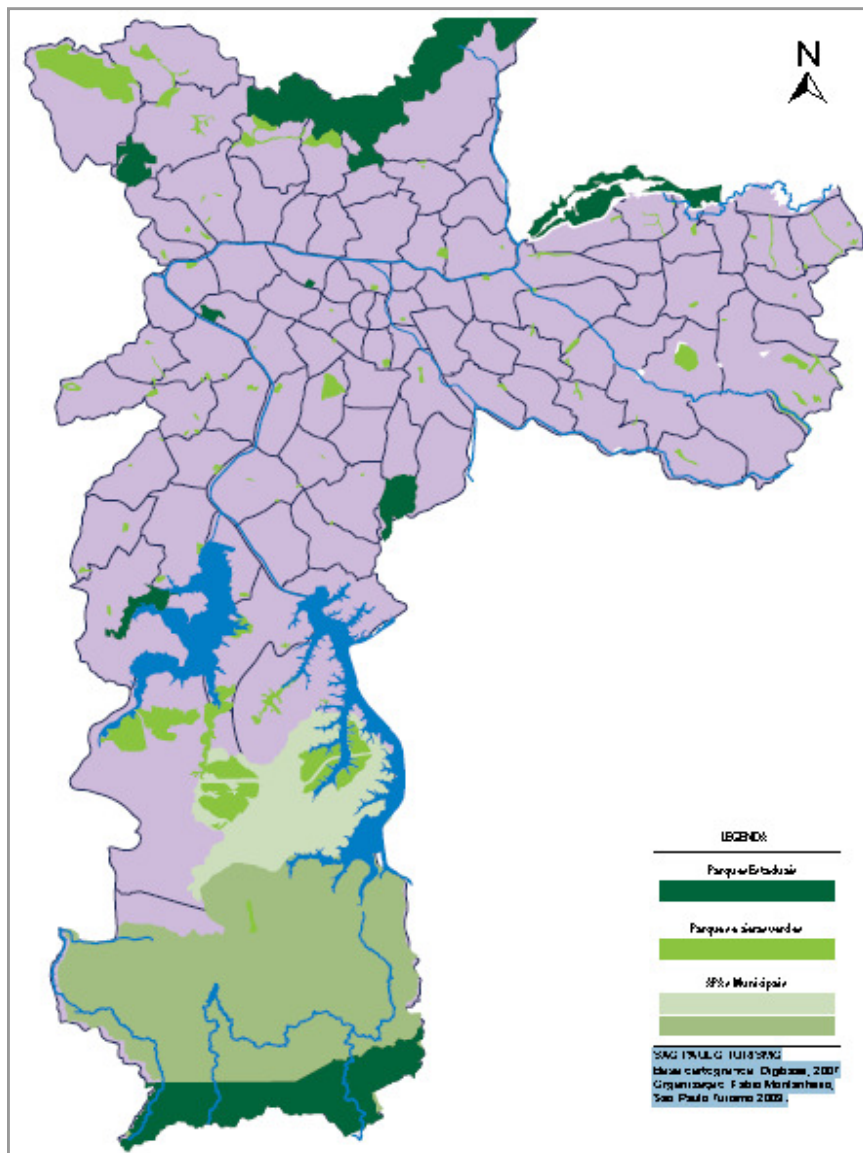 N
LEGENDA
Parques Estaduais
Parques e áreas verdes
APAs Municipais
SÃO PAULO TURISMO
Base cartográfica: Digibase, 2007
Organização: Fabio Montanheiro,
São Paulo Turismo 2009.